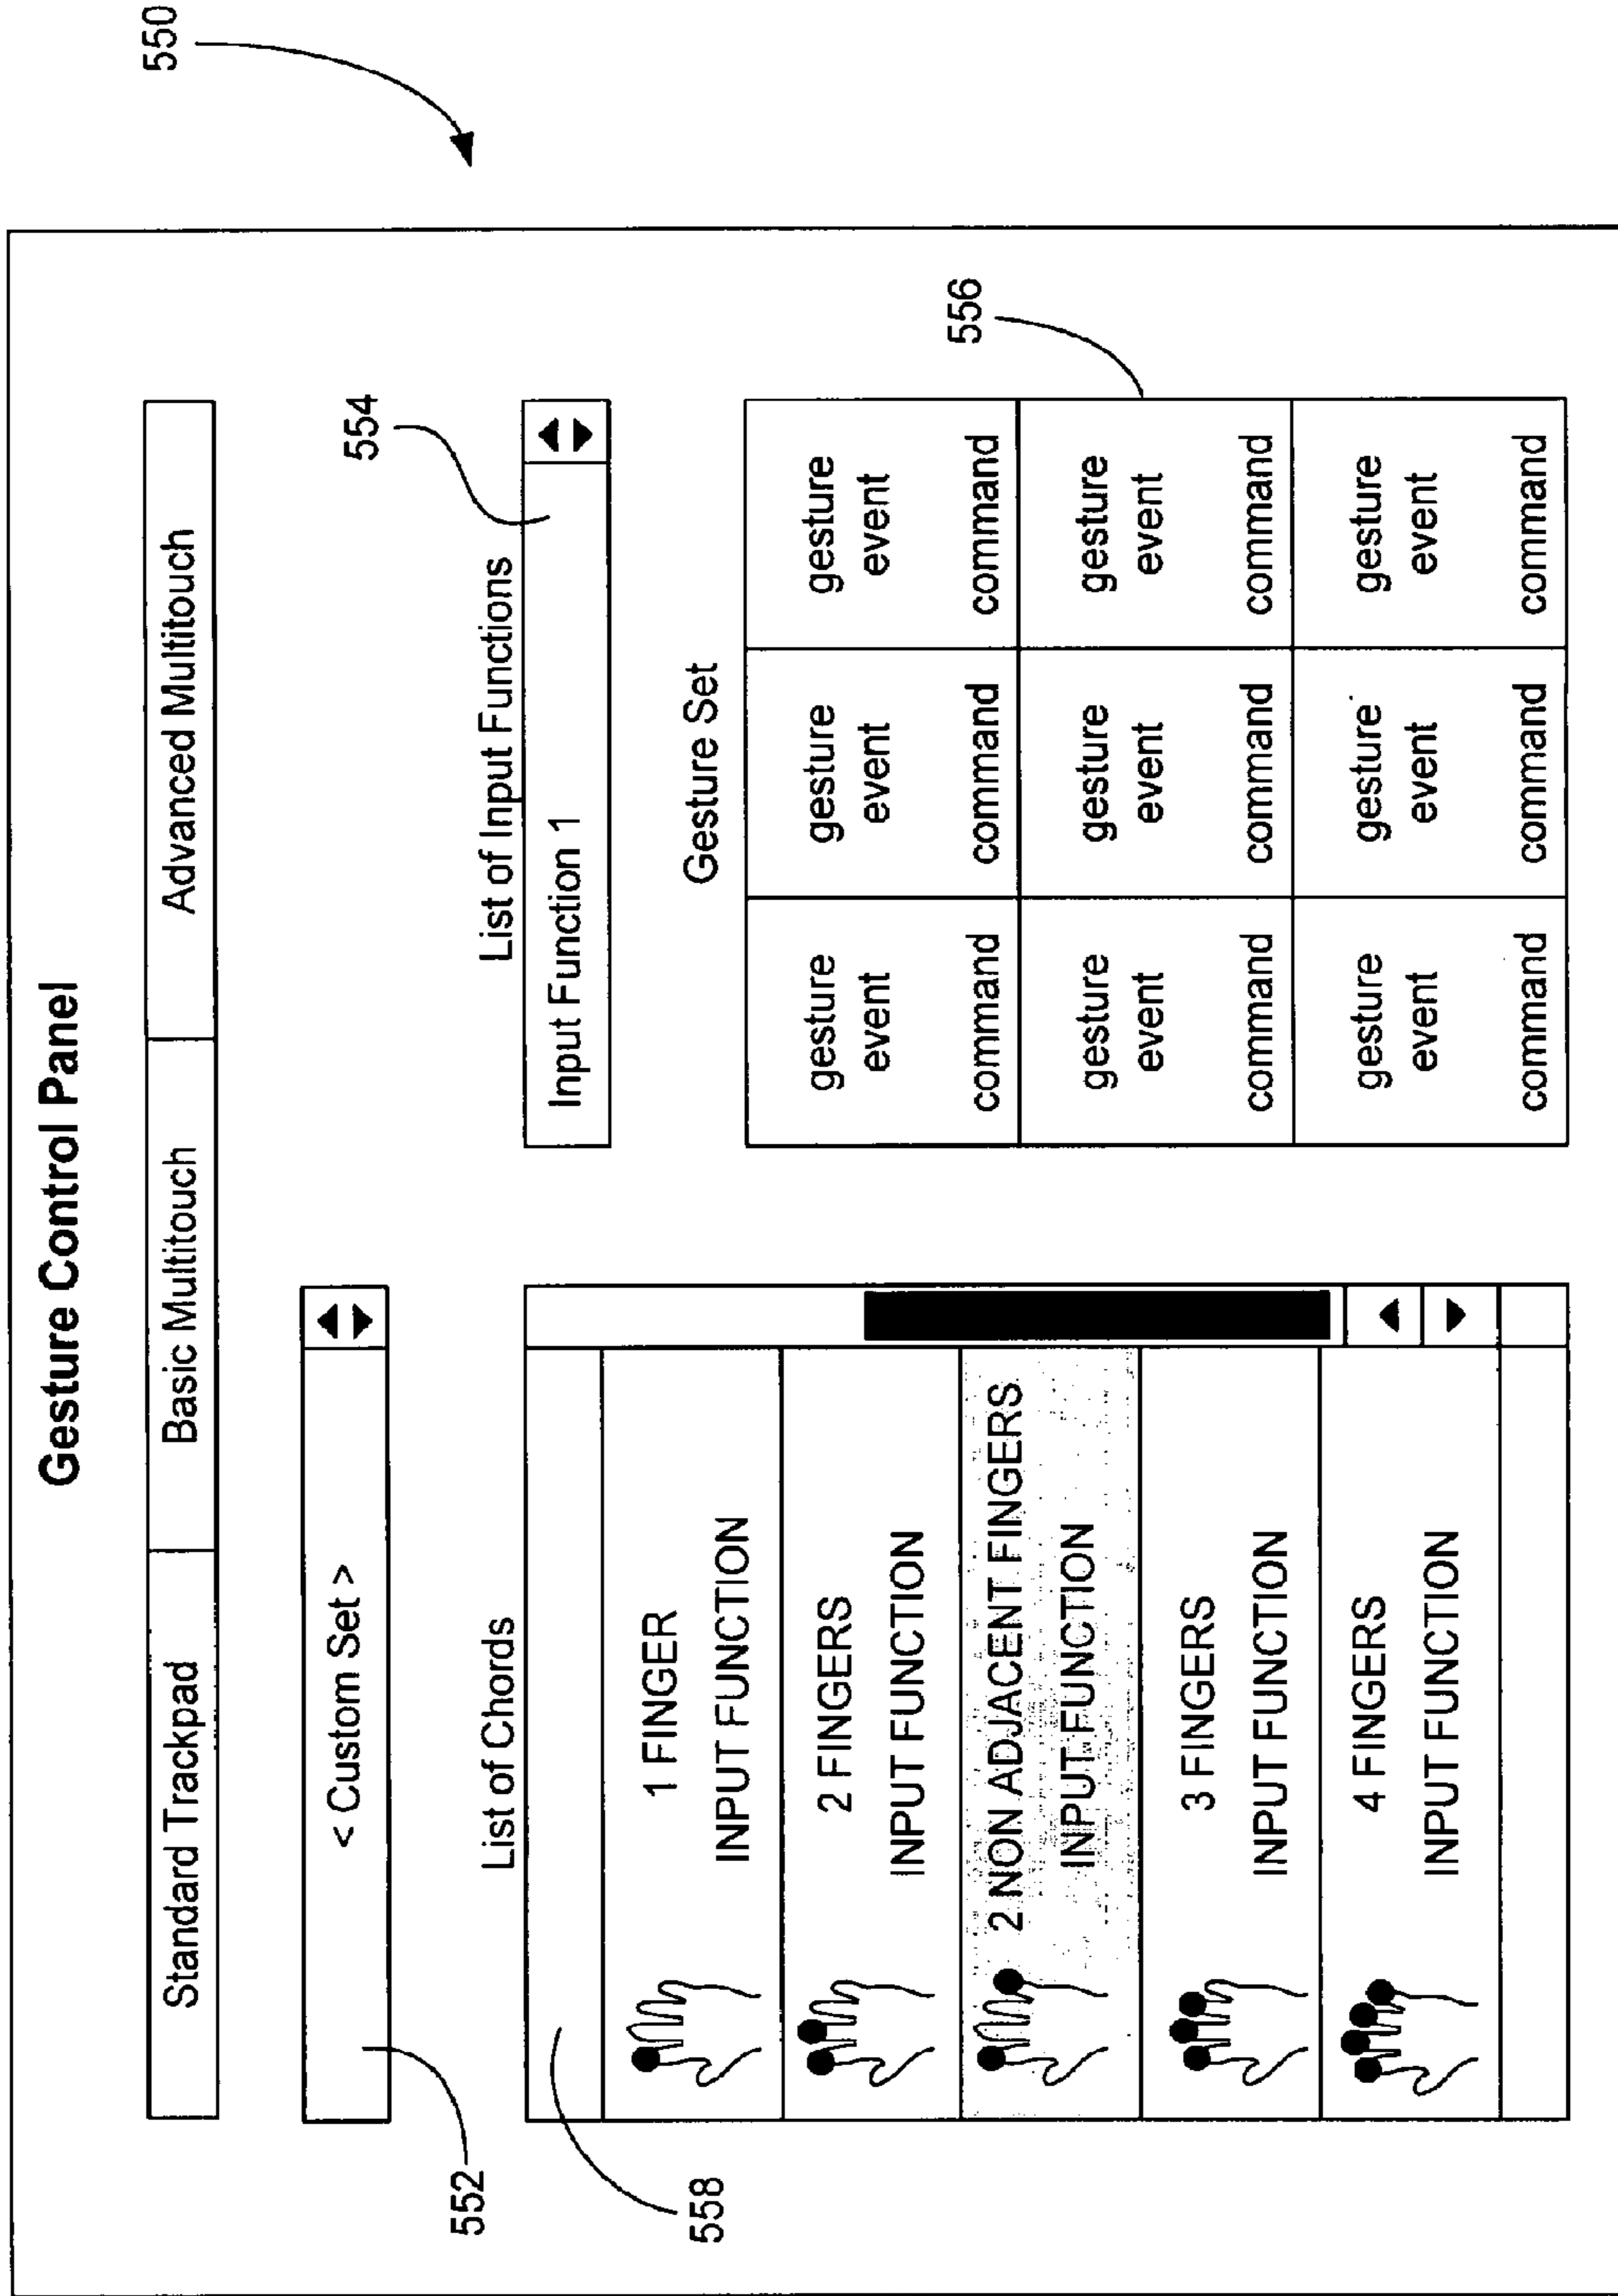 550
Gesture Control Panel
Standard Trackpad
Basic Multitouch
Advanced Multitouch
552
< Custom Set >
List of Chords
558
1 FINGER
INPUT FUNCTION
2 FINGERS
INPUT FUNCTION
2 NON ADJACENT FINGERS
INPUT FUNCTION
3 FINGERS
INPUT FUNCTION
4 FINGERS
INPUT FUNCTION
554
List of Input Functions
Input Function 1
Gesture Set
556
gesture event command
gesture event command
gesture event command
gesture event command
gesture event command
gesture event command
gesture event command
gesture event command
gesture event command